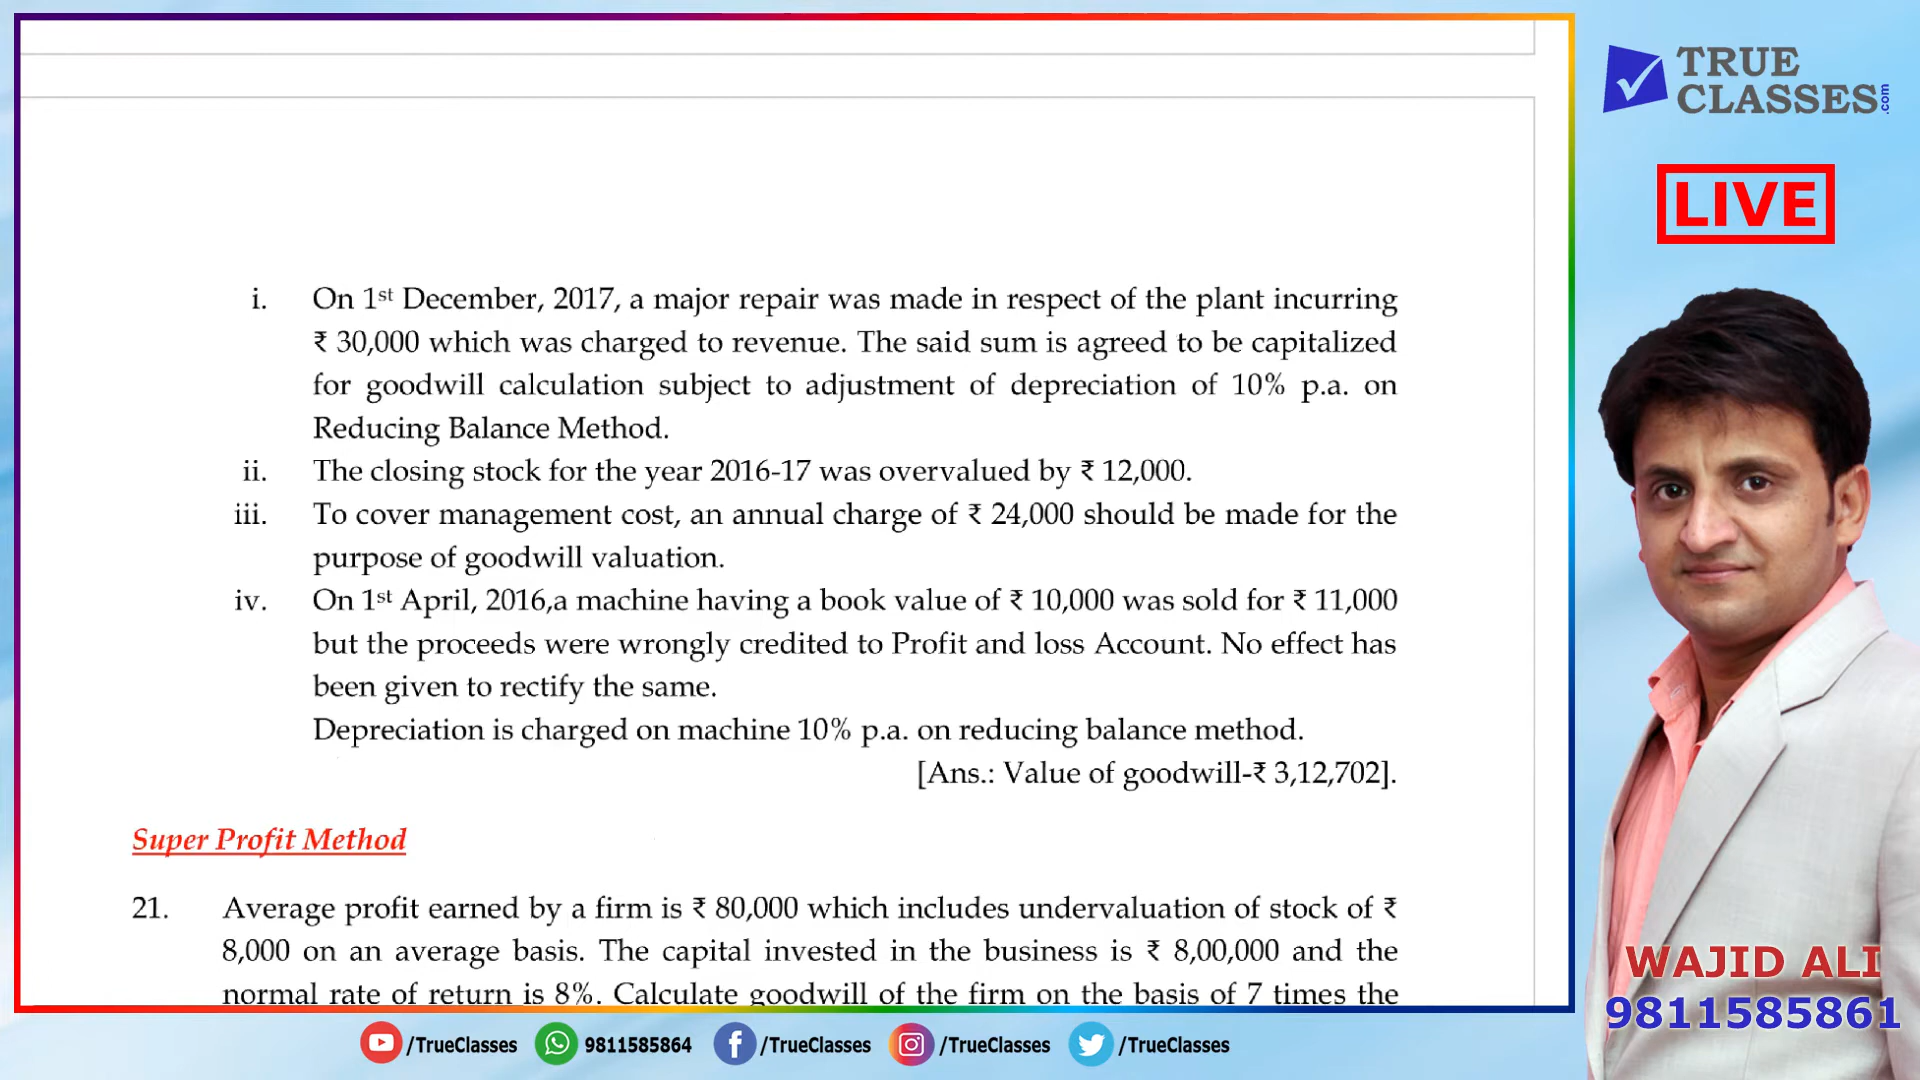 TRUE
CLASSES.com
LIVE
i. On 1st December, 2017, a major repair was made in respect of the plant incurring
₹ 30,000 which was charged to revenue. The said sum is agreed to be capitalized
for goodwill calculation subject to adjustment of depreciation of 10% p.a. on
Reducing Balance Method.
ii. The closing stock for the year 2016-17 was overvalued by ₹ 12,000.
iii. To cover management cost, an annual charge of ₹ 24,000 should be made for the
purpose of goodwill valuation.
iv. On 1st April, 2016,a machine having a book value of ₹ 10,000 was sold for ₹ 11,000
but the proceeds were wrongly credited to Profit and loss Account. No effect has
been given to rectify the same.
Depreciation is charged on machine 10% p.a. on reducing balance method.
[Ans.: Value of goodwill-₹ 3,12,702].
Super Profit Method
21. Average profit earned by a firm is ₹ 80,000 which includes undervaluation of stock of ₹
8,000 on an average basis. The capital invested in the business is ₹ 8,00,000 and the
normal rate of return is 8%. Calculate goodwill of the firm on the basis of 7 times the
WAJID ALI
9811585861
/TrueClasses 9811585864 /TrueClasses /TrueClasses /TrueClasses